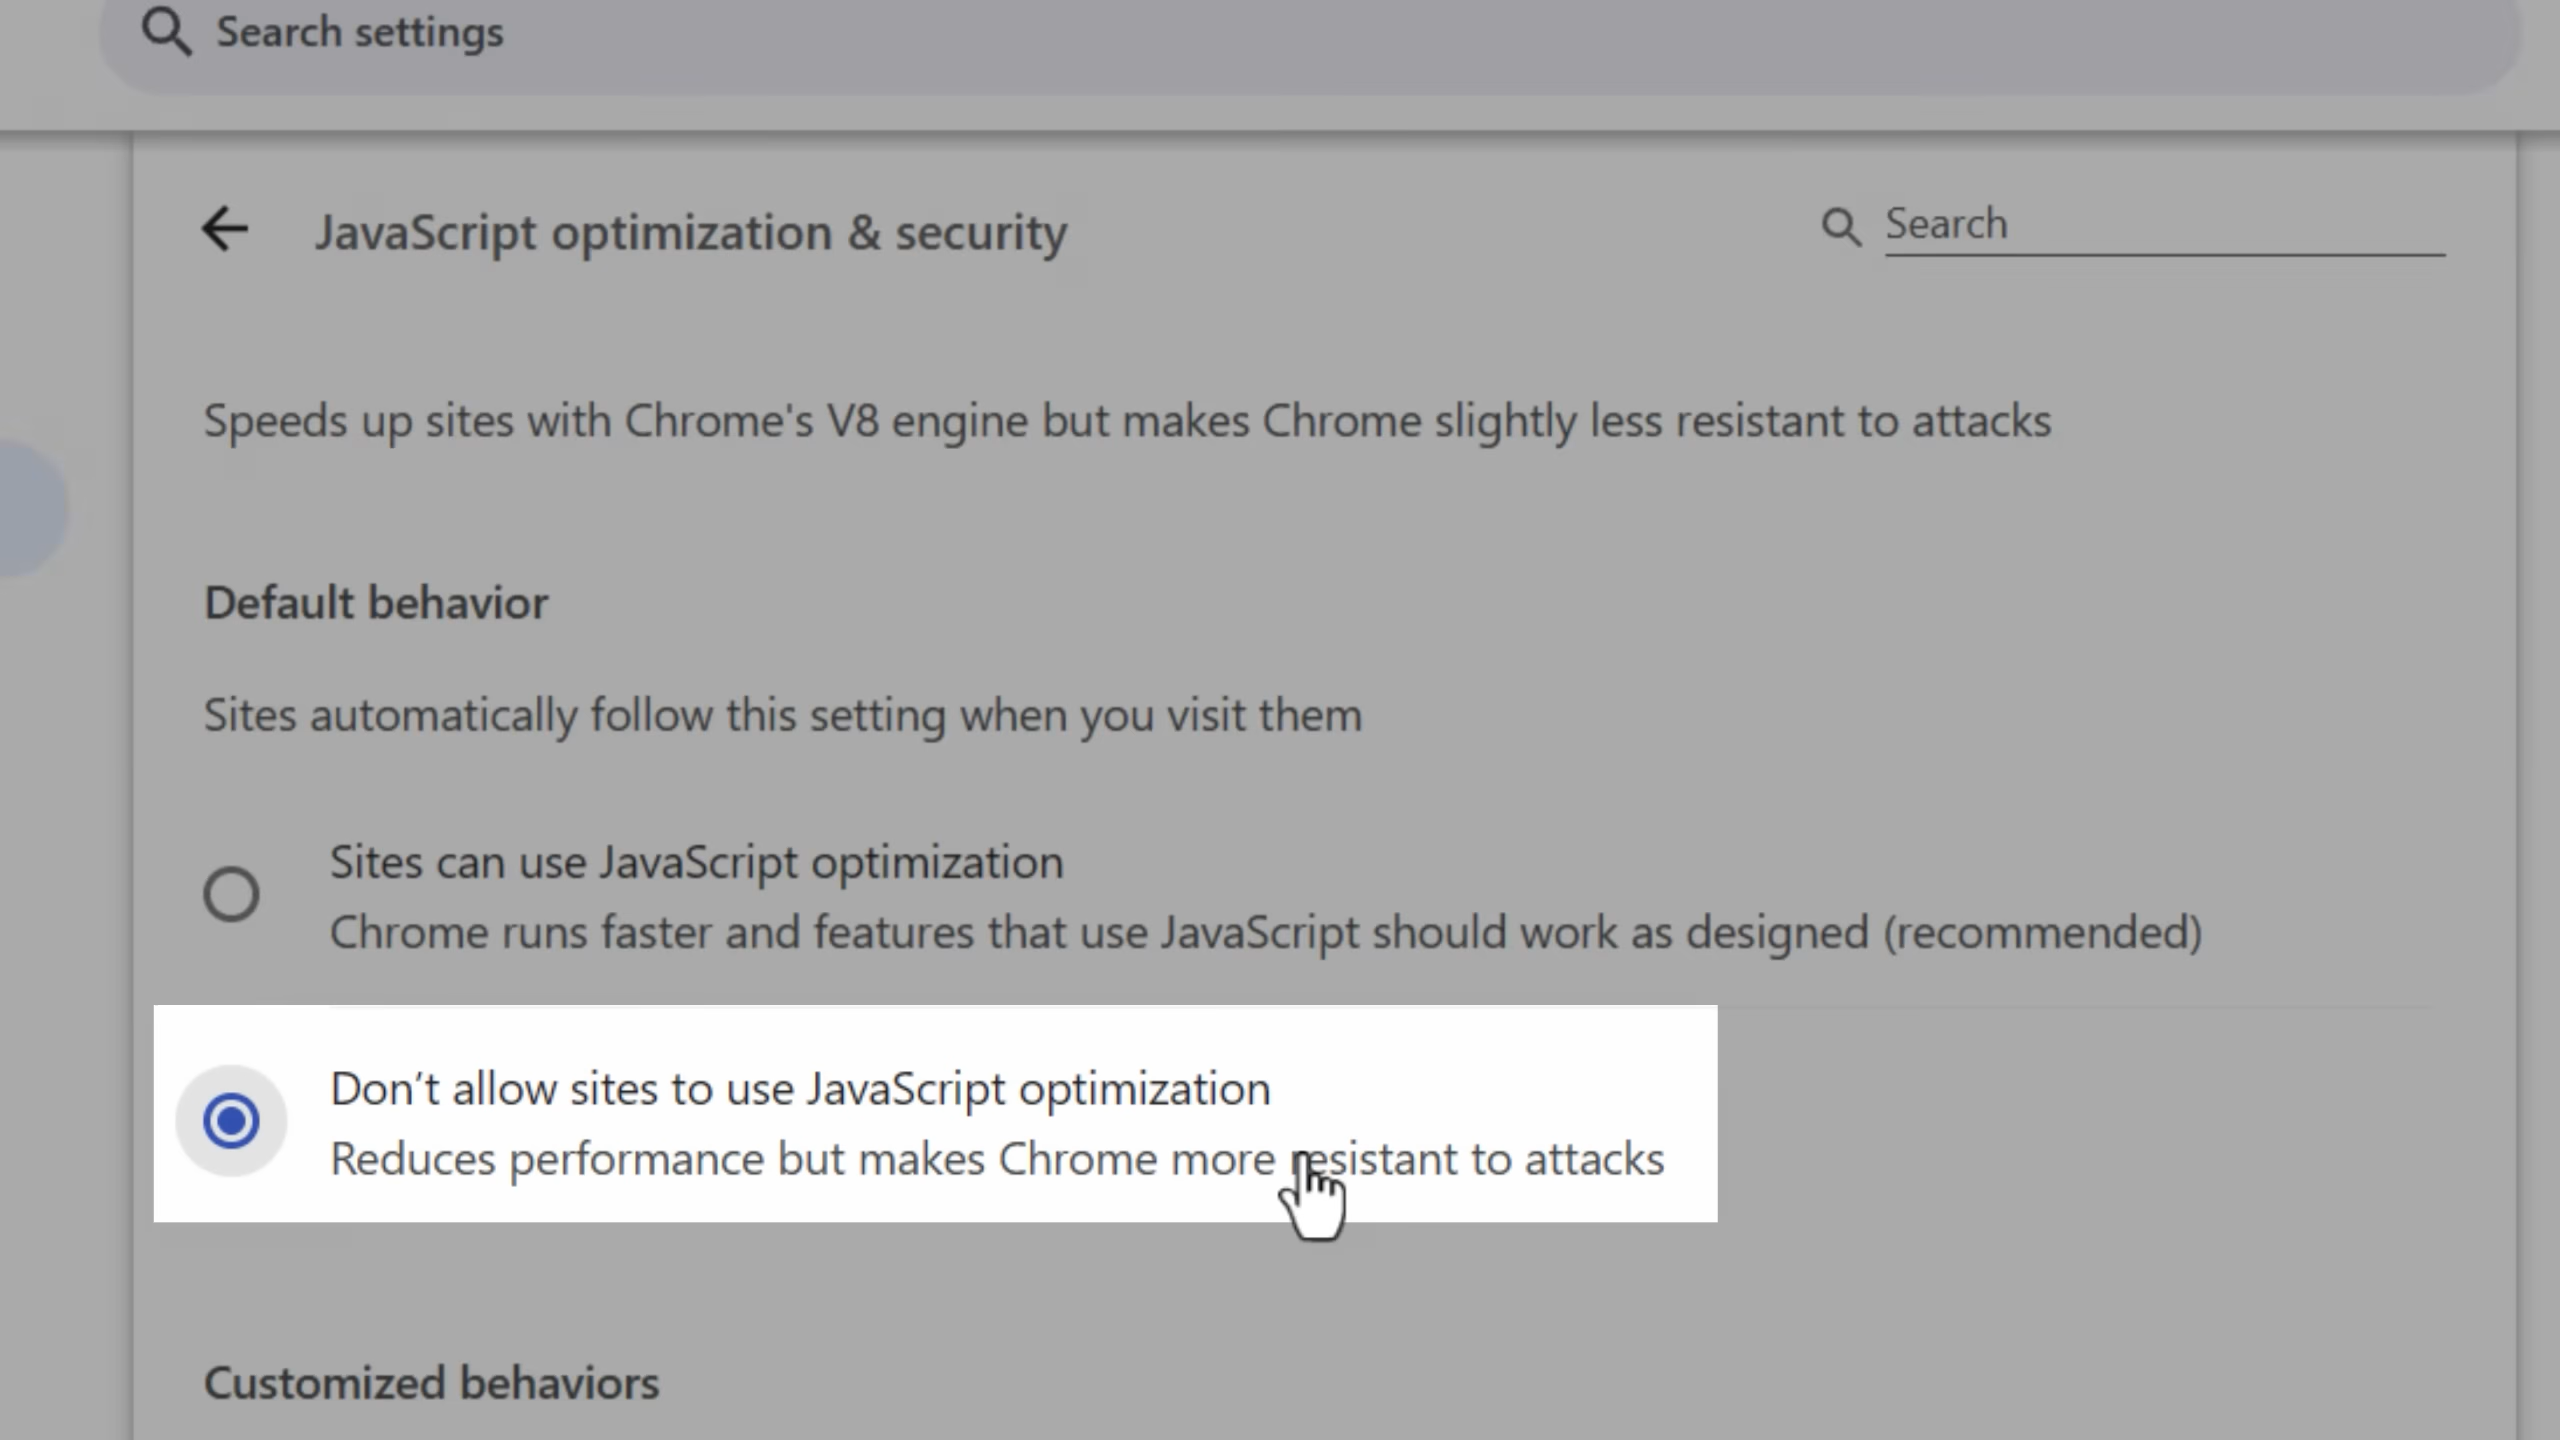 Search settings
JavaScript optimization & security
Search
Speeds up sites with Chrome's V8 engine but makes Chrome slightly less resistant to attacks
Default behavior
Sites automatically follow this setting when you visit them
Sites can use JavaScript optimization
Chrome runs faster and features that use JavaScript should work as designed (recommended)
Don’t allow sites to use JavaScript optimization
Reduces performance but makes Chrome more resistant to attacks
Customized behaviors